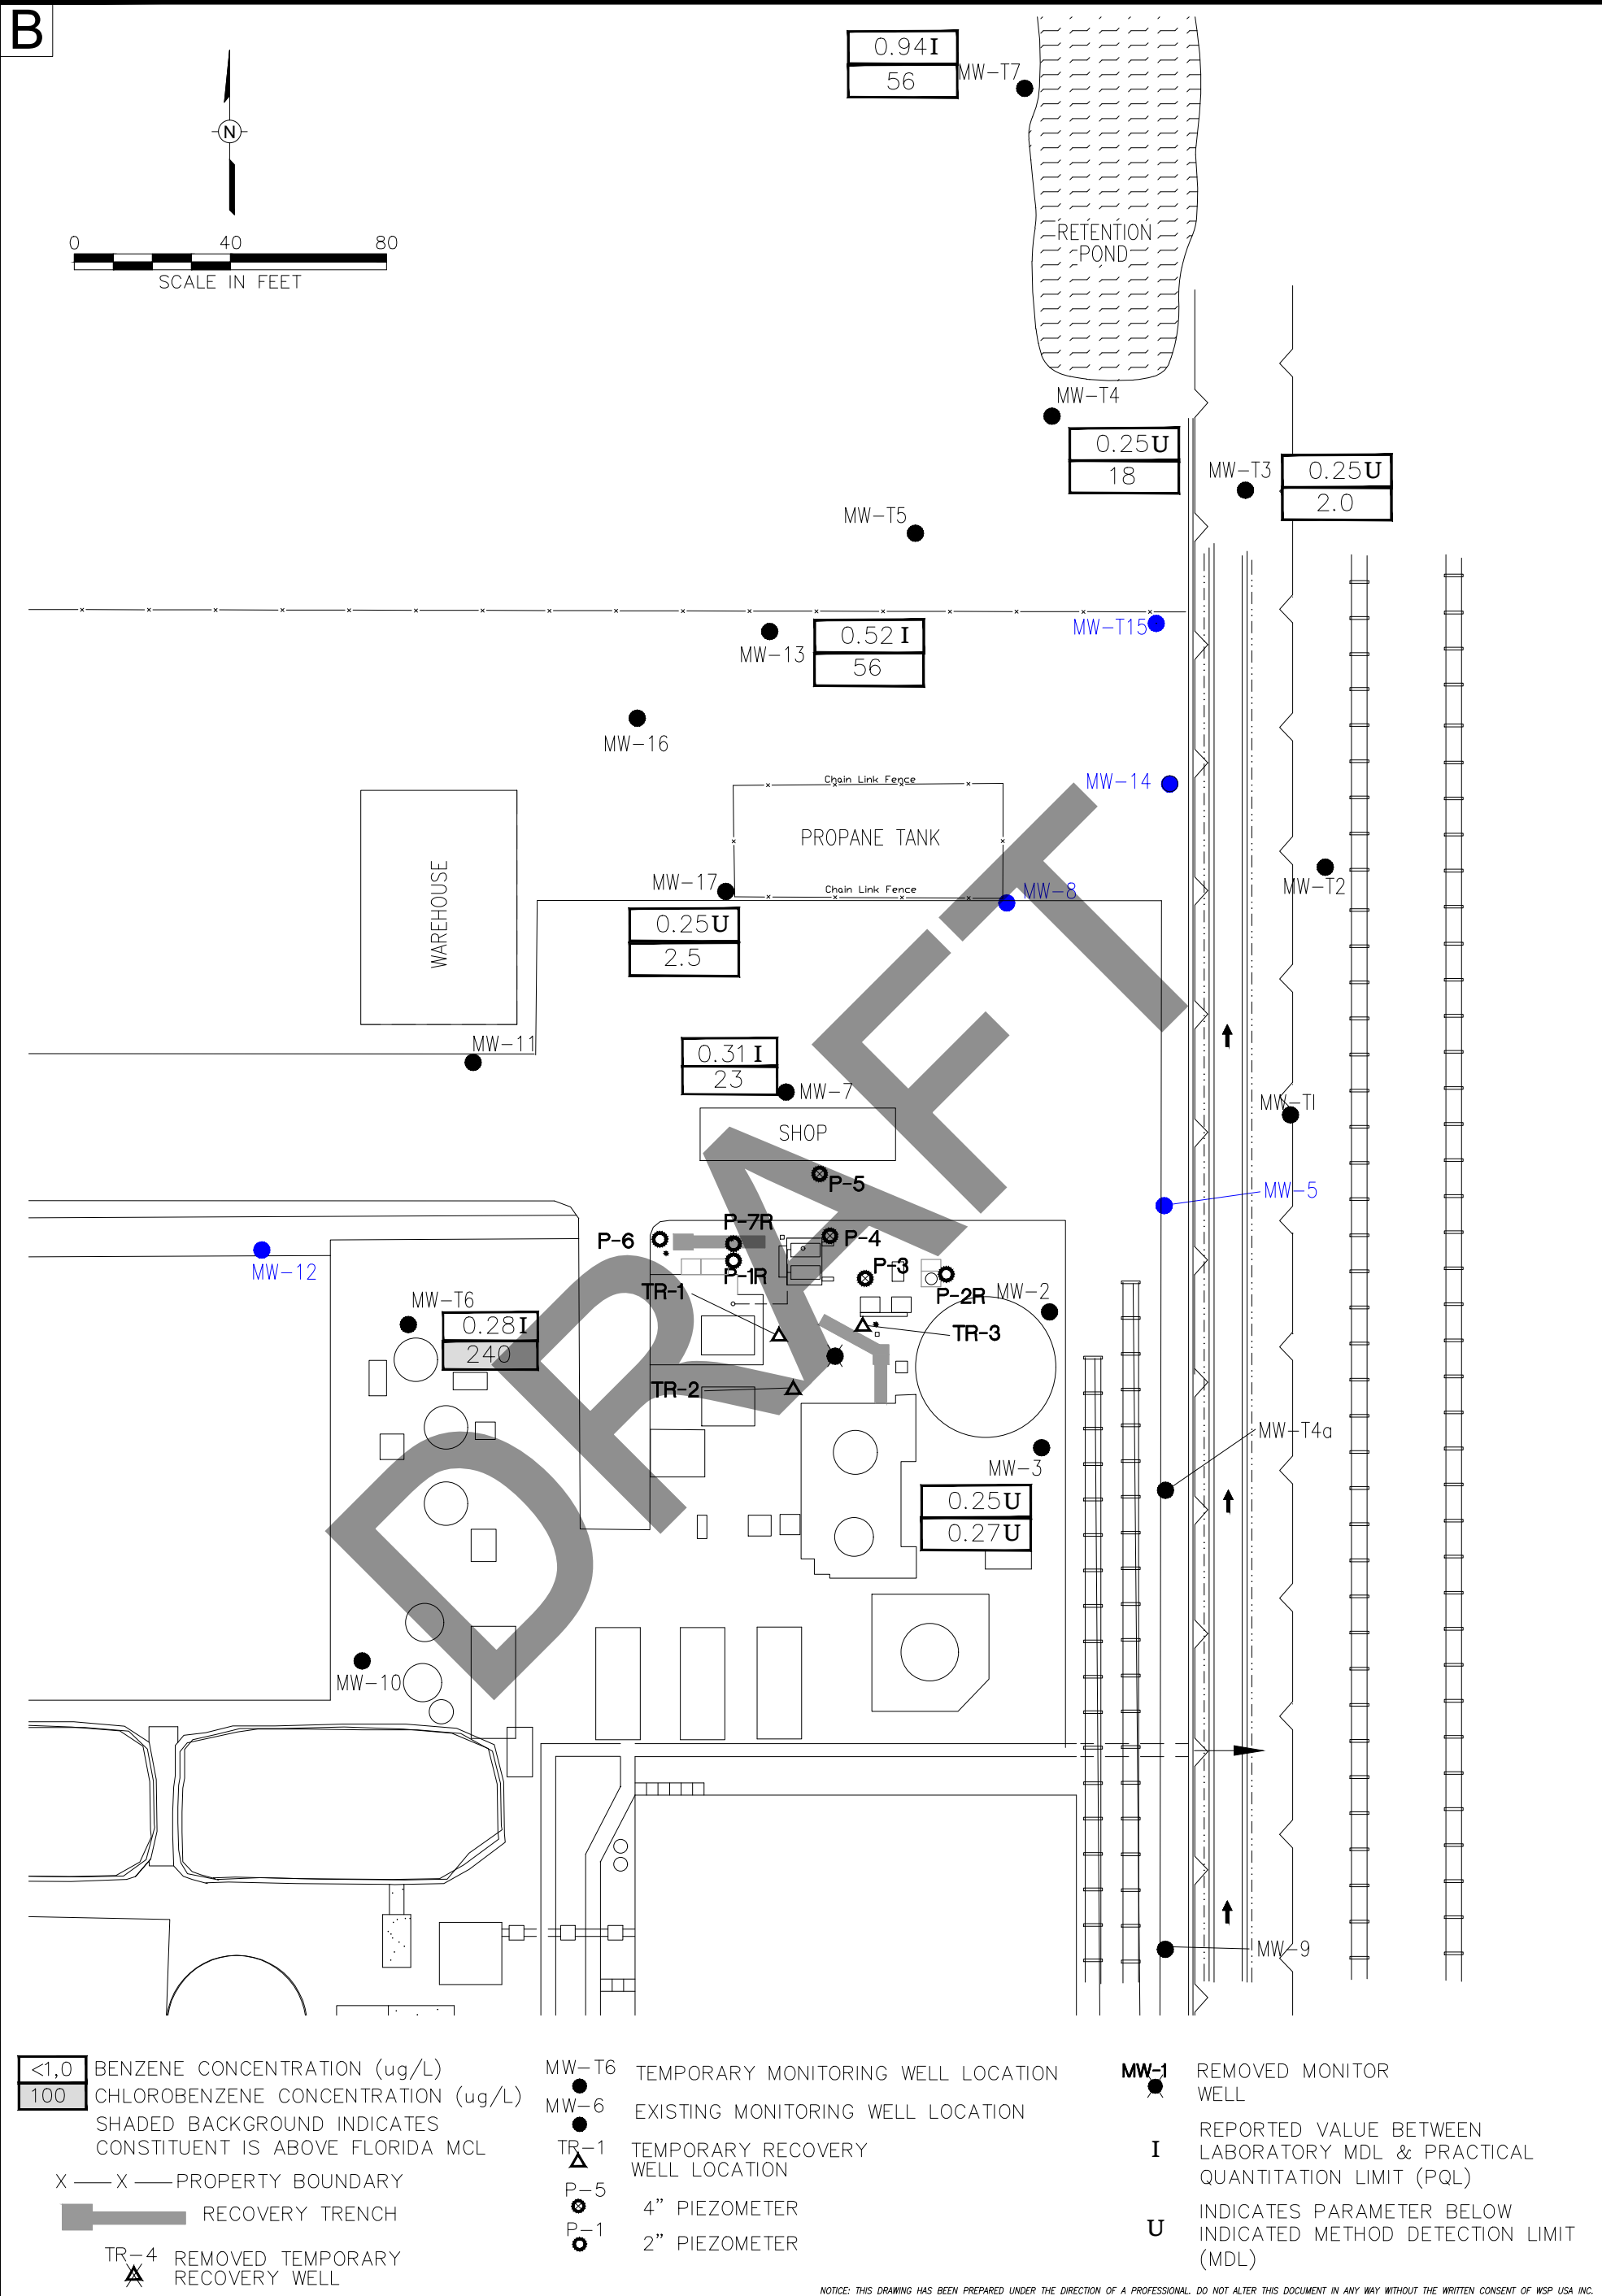 B
0.94I
56
MW-T7
N
0 40 80
SCALE IN FEET
RETENTION
POND
MW-T4
0.25U
18
MW-T3
0.25U
2.0
MW-T5
MW-T15
0.52 I
56
MW-13
MW-16
Chain Link Fence
MW-14
PROPANE TANK
WAREHOUSE
MW-17
Chain Link Fence
MW-8
MW-T2
0.25U
2.5
MW-11
0.31 I
23
MW-7
MW-T1
SHOP
P-5
MW-5
P-7R
P-6
P-4
MW-12
P-1R
P-3
TR-1
P-2R
MW-2
MW-T6
0.28I
240
TR-3
TR-2
MW-T4a
MW-3
0.25U
0.27U
MW-10
MW-9
DRAFT
<1,0 BENZENE CONCENTRATION (ug/L)
100 CHLOROBENZENE CONCENTRATION (ug/L)
SHADED BACKGROUND INDICATES
CONSTITUENT IS ABOVE FLORIDA MCL
X — X — PROPERTY BOUNDARY
RECOVERY TRENCH
TR-4 REMOVED TEMPORARY
RECOVERY WELL
MW-T6 TEMPORARY MONITORING WELL LOCATION
MW-6 EXISTING MONITORING WELL LOCATION
TR-1 TEMPORARY RECOVERY
WELL LOCATION
P-5 4" PIEZOMETER
P-1 2" PIEZOMETER
MW-1 REMOVED MONITOR
WELL
REPORTED VALUE BETWEEN
I LABORATORY MDL & PRACTICAL
QUANTITATION LIMIT (PQL)
INDICATES PARAMETER BELOW
U INDICATED METHOD DETECTION LIMIT
(MDL)
NOTICE: THIS DRAWING HAS BEEN PREPARED UNDER THE DIRECTION OF A PROFESSIONAL. DO NOT ALTER THIS DOCUMENT IN ANY WAY WITHOUT THE WRITTEN CONSENT OF WSP USA INC.